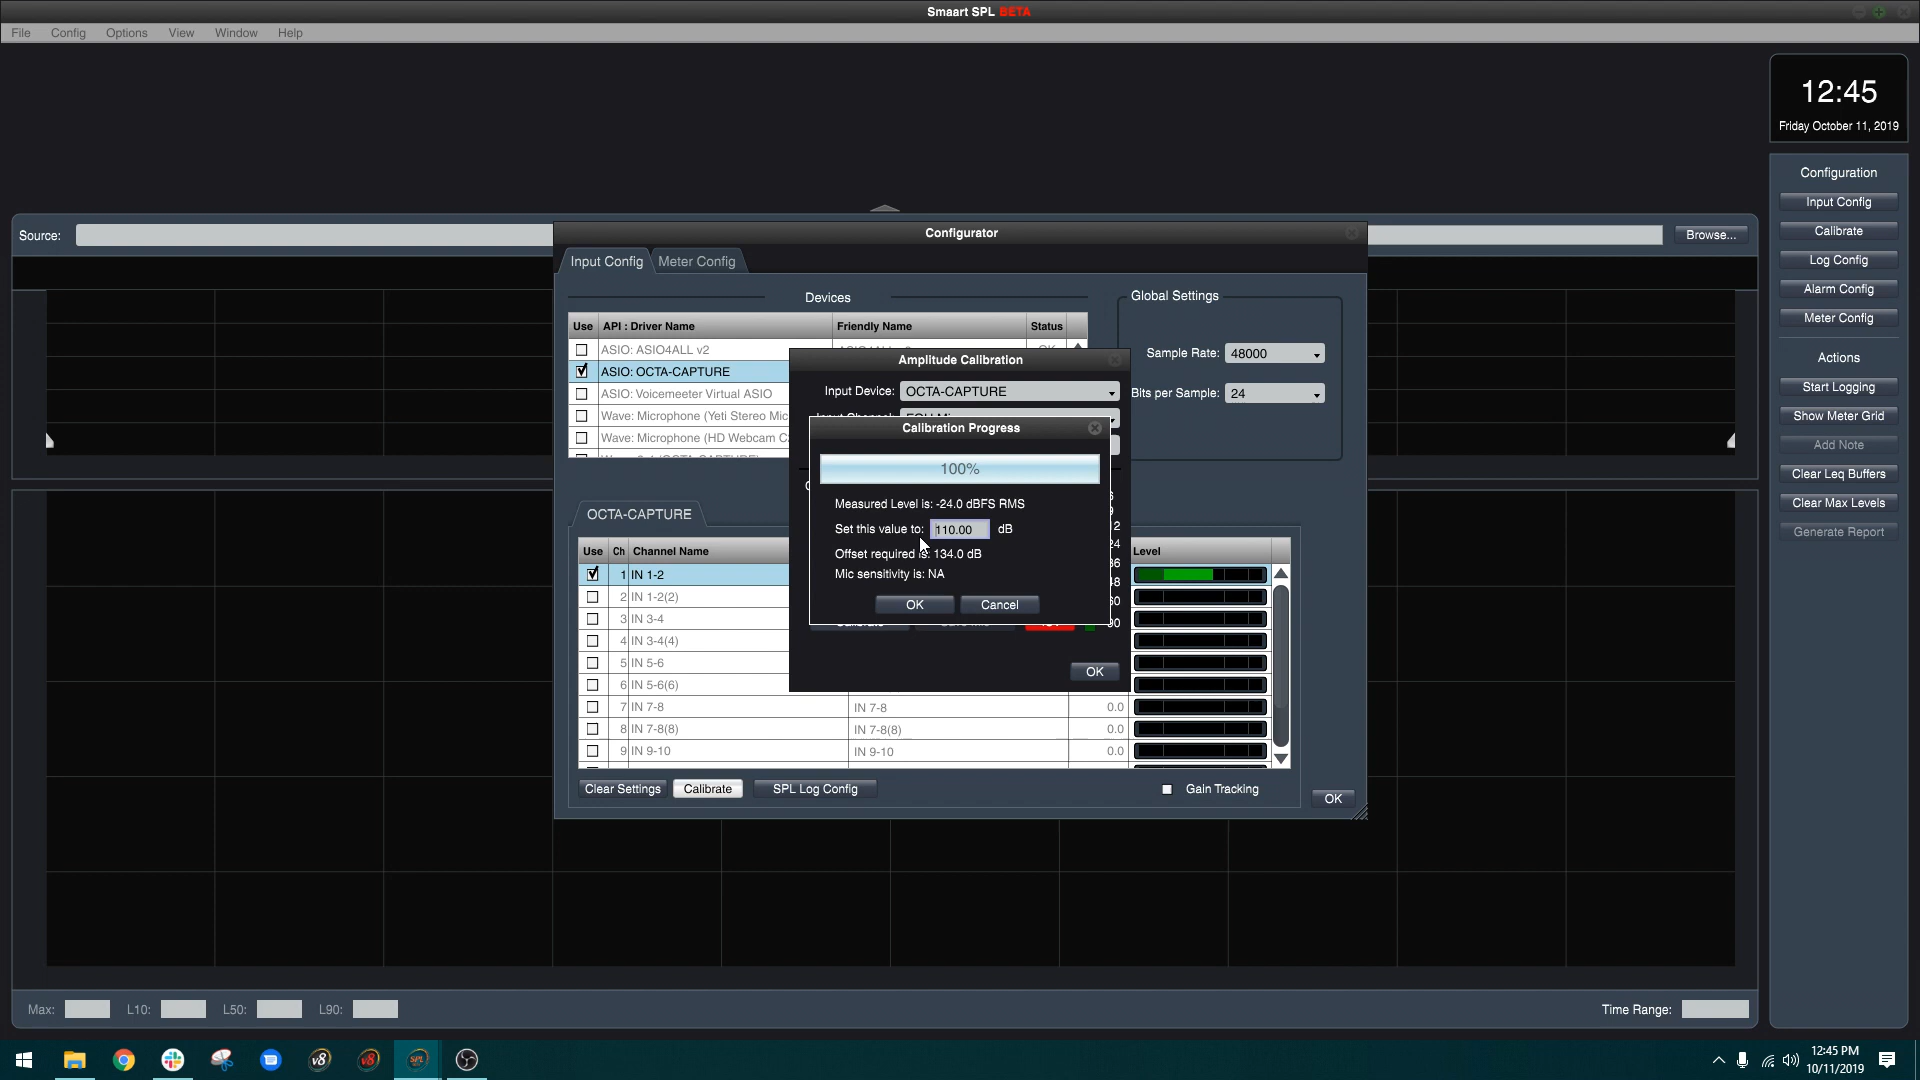 Smaart SPL BETA
File Config Options View Window Help
12:45
Friday October 11, 2019
Configuration
Input Config
Calibrate
Log Config
Alarm Config
Meter Config
Actions
Start Logging
Show Meter Grid
Add Note
Clear Leq Buffers
Clear Max Levels
Generate Report
Source:
Browse...
Configurator
Input Config Meter Config
Devices
Use API : Driver Name Friendly Name Status
ASIO: ASIO4ALL v2
ASIO: OCTA-CAPTURE
ASIO: Voicemeeter Virtual ASIO
Wave: Microphone (Yeti Stereo Mic
Wave: Microphone (HD Webcam C
Global Settings
Sample Rate: 48000
Bits per Sample: 24
Amplitude Calibration
Input Device: OCTA-CAPTURE
Calibration Progress
100%
Measured Level is: -24.0 dBFS RMS
Set this value to: 110.00 dB
Offset required is: 134.0 dB
Mic sensitivity is: NA
OK Cancel
OK
OCTA-CAPTURE
Use Ch Channel Name Level
1 IN 1-2
2 IN 1-2(2)
3 IN 3-4
4 IN 3-4(4)
5 IN 5-6
6 IN 5-6(6)
7 IN 7-8 IN 7-8 0.0
8 IN 7-8(8) IN 7-8(8) 0.0
9 IN 9-10 IN 9-10 0.0
Clear Settings Calibrate SPL Log Config Gain Tracking
OK
Max: L10: L50: L90: Time Range:
v8 v8 SPL
12:45 PM
10/11/2019